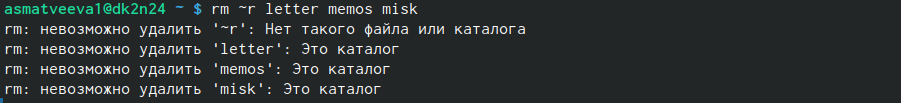 asmatveeva1@dk2n24 ~ $ rm ~r letter memos misk
rm: невозможно удалить '~r': Нет такого файла или каталога
rm: невозможно удалить 'letter': Это каталог
rm: невозможно удалить 'memos': Это каталог
rm: невозможно удалить 'misk': Это каталог